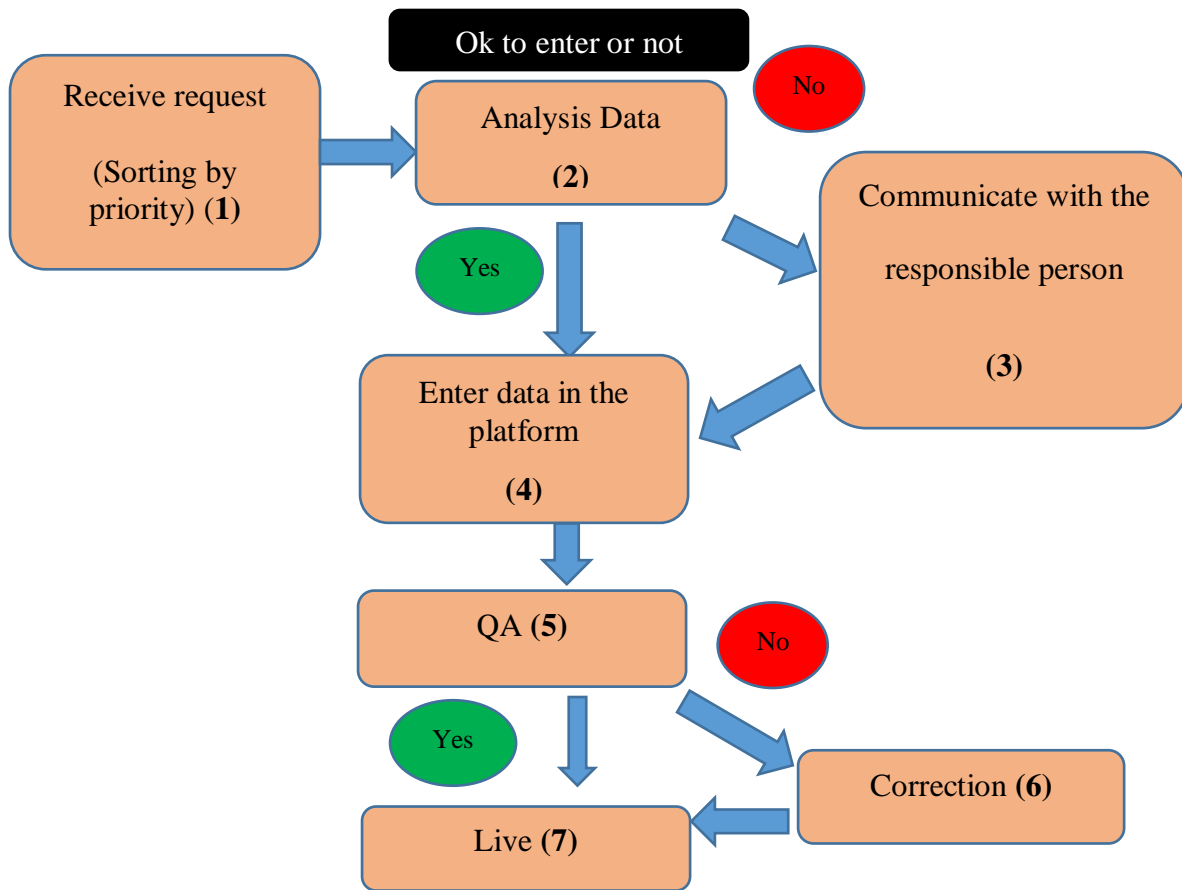 Ok to enter or not
Receive request
(Sorting by
priority) (1)
Analysis Data
(2)
No
Communicate with the
responsible person
(3)
Yes
Enter data in the
platform
(4)
QA (5)
No
Yes
Correction (6)
Live (7)